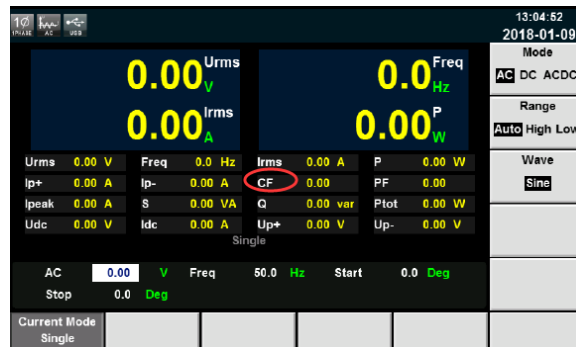 1Ø AC USB
1PHASE
13:04:52
2018-01-09
0.00 Urms V 0.0 Freq Hz
0.00 Irms A 0.00 P W
Mode
AC DC ACDC
Range
Auto High Low
Wave
Sine
Urms 0.00 V Freq 0.0 Hz Irms 0.00 A P 0.00 W
Ip+ 0.00 A Ip- 0.00 A CF 0.00 PF 0.00
Ipeak 0.00 A S 0.00 VA Q 0.00 var Ptot 0.00 W
Udc 0.00 V Idc 0.00 A Up+ 0.00 V Up- 0.00 V
Single
AC 0.00 V Freq 50.0 Hz Start 0.0 Deg
Stop 0.0 Deg
Current Mode
Single